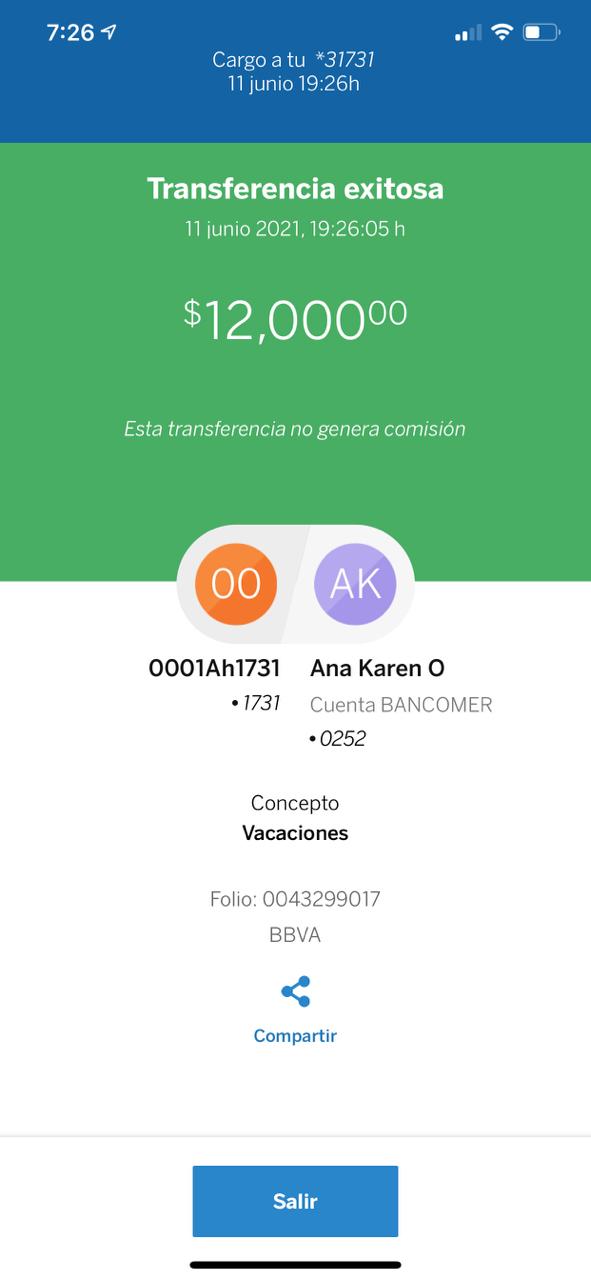 7:26
Cargo a tu *31731
11 junio 19:26h
Transferencia exitosa
11 junio 2021, 19:26:05 h
$12,00000
Esta transferencia no genera comisión
00 AK
0001Ah1731 Ana Karen O
•1731 Cuenta BANCOMER
•0252
Concepto
Vacaciones
Folio: 0043299017
BBVA
Compartir
Salir